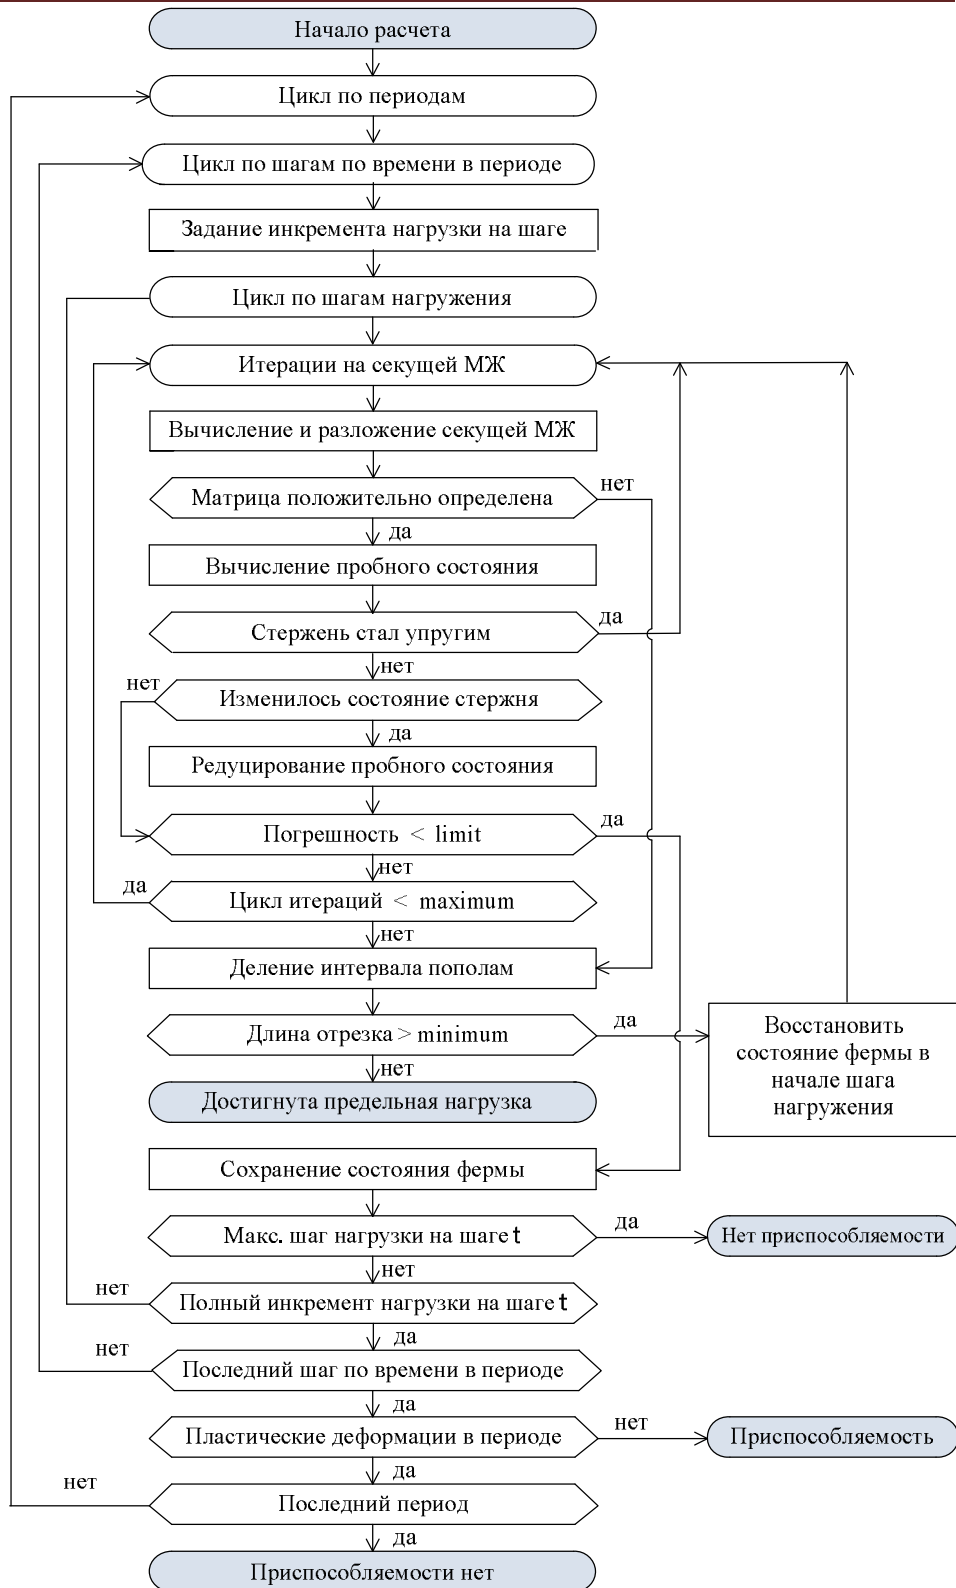 Начало расчета
Цикл по периодам
Цикл по шагам по времени в периоде
Задание инкремента нагрузки на шаге
Цикл по шагам нагружения
Итерации на секущей МЖ
Вычисление и разложение секущей МЖ
Матрица положительно определена
нет
да
Вычисление пробного состояния
Стержень стал упругим
да
нет
нет
Изменилось состояние стержня
да
Редуцирование пробного состояния
Погрешность < limit
да
нет
да
Цикл итераций < maximum
нет
Деление интервала пополам
Длина отрезка > minimum
да
Восстановить
состояние фермы в
начале шага
нагружения
нет
Достигнута предельная нагрузка
Сохранение состояния фермы
Макс. шаг нагрузки на шаге t
да
Нет приспособляемости
нет
нет
Полный инкремент нагрузки на шаге t
да
нет
Последний шаг по времени в периоде
да
Пластические деформации в периоде
нет
Приспособляемость
да
нет
Последний период
да
Приспособляемости нет